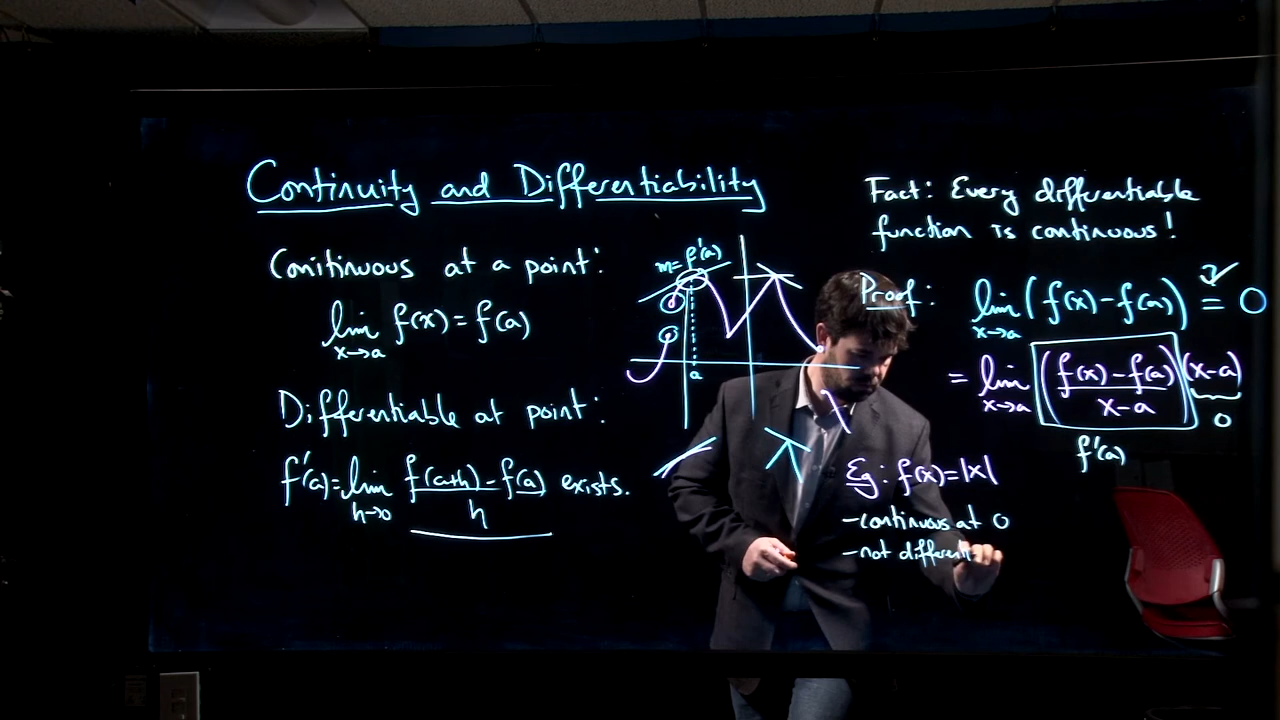 Continuity and Differentiability
Conitinuous at a point:
lim f(x) = f(a)
x→a
Differentiable at point:
f'(a) = lim f(a+h) - f(a) exists.
h→0 h
m = f'(a)
a
Fact: Every differentiable
function is continuous!
Proof: lim (f(x) - f(a)) =? 0 ✓
x→a
= lim (f(x) - f(a) / x - a) (x-a)
x→a
0
f'(a)
Eg: f(x) = |x|
- continuous at 0
- not different